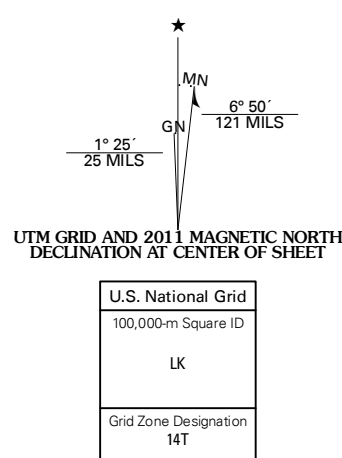 MN
GN
6° 50´
121 MILS
1° 25´
25 MILS
UTM GRID AND 2011 MAGNETIC NORTH
DECLINATION AT CENTER OF SHEET
U.S. National Grid
100,000-m Square ID
LK
Grid Zone Designation
14T